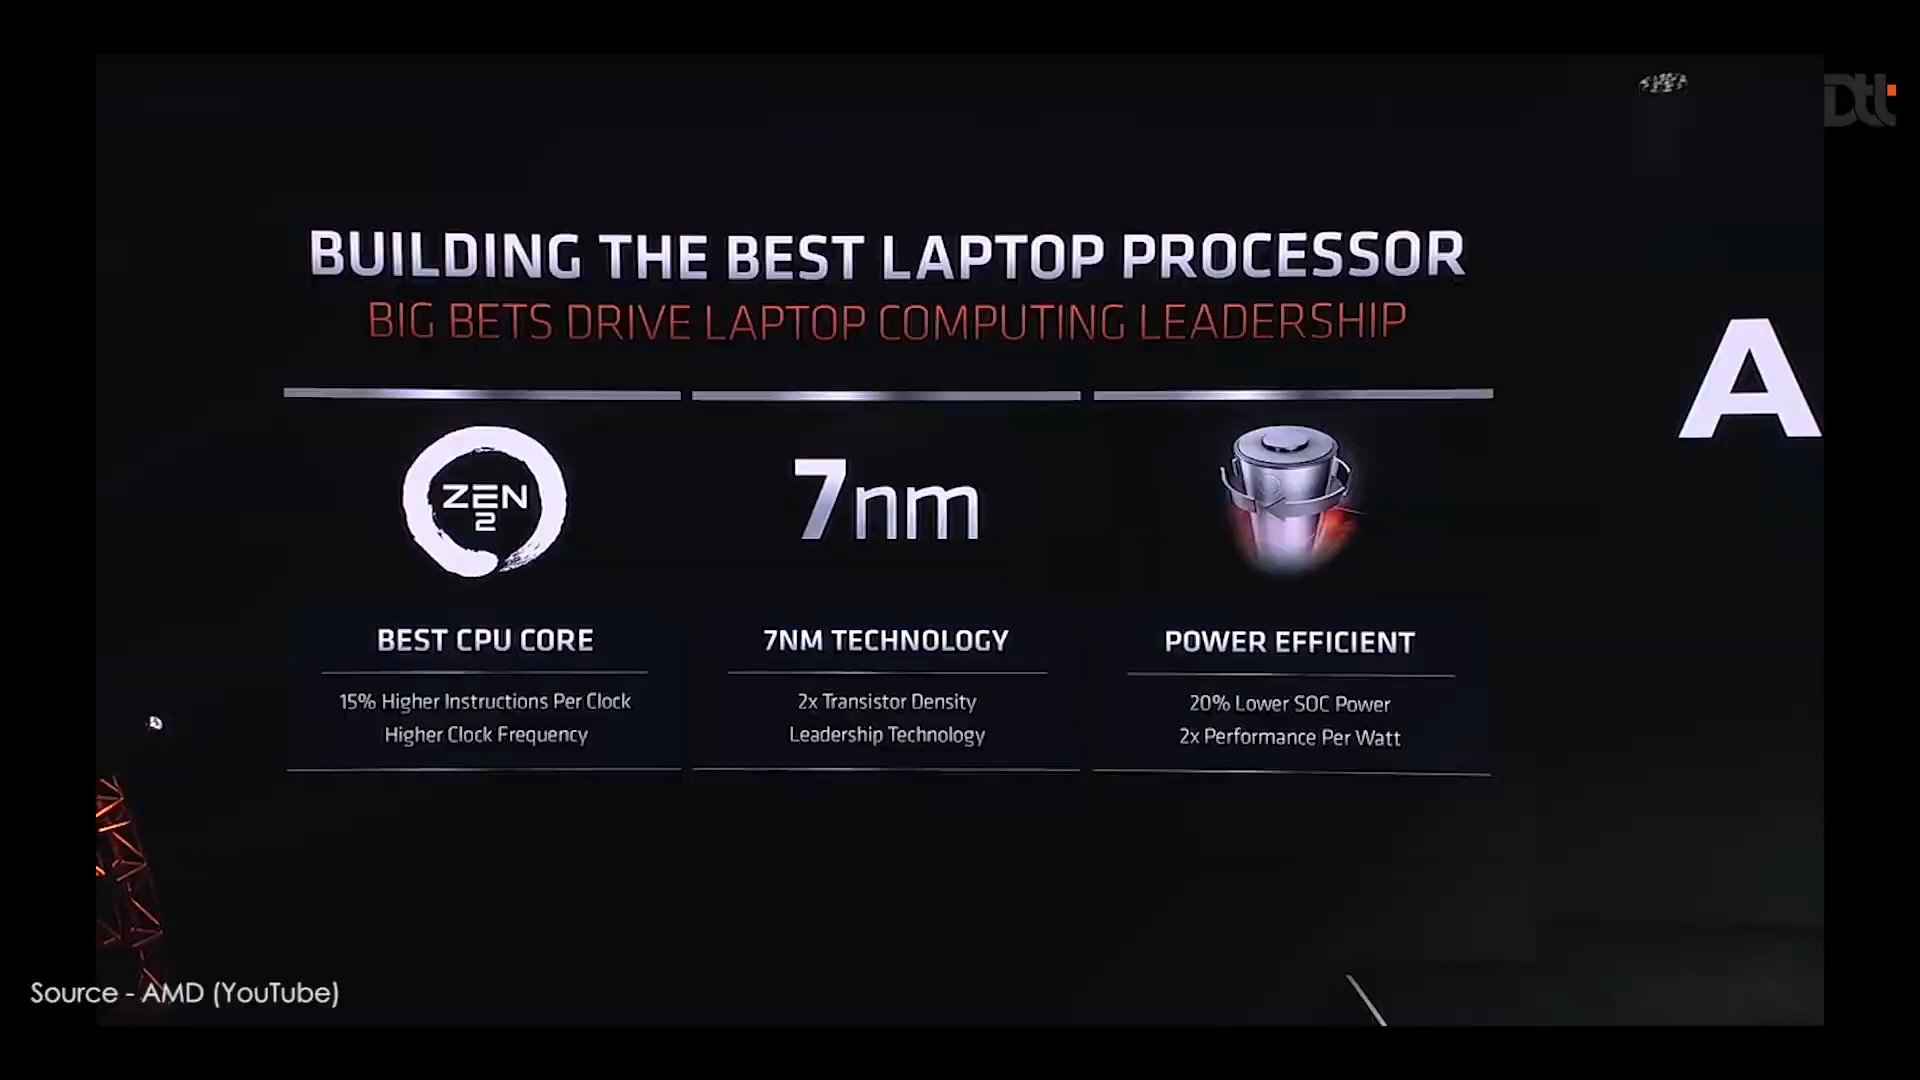 Dtt
BUILDING THE BEST LAPTOP PROCESSOR
BIG BETS DRIVE LAPTOP COMPUTING LEADERSHIP
A
ZEN
2
7nm
BEST CPU CORE
15% Higher Instructions Per Clock
Higher Clock Frequency
7NM TECHNOLOGY
2x Transistor Density
Leadership Technology
POWER EFFICIENT
20% Lower SOC Power
2x Performance Per Watt
Source - AMD (YouTube)